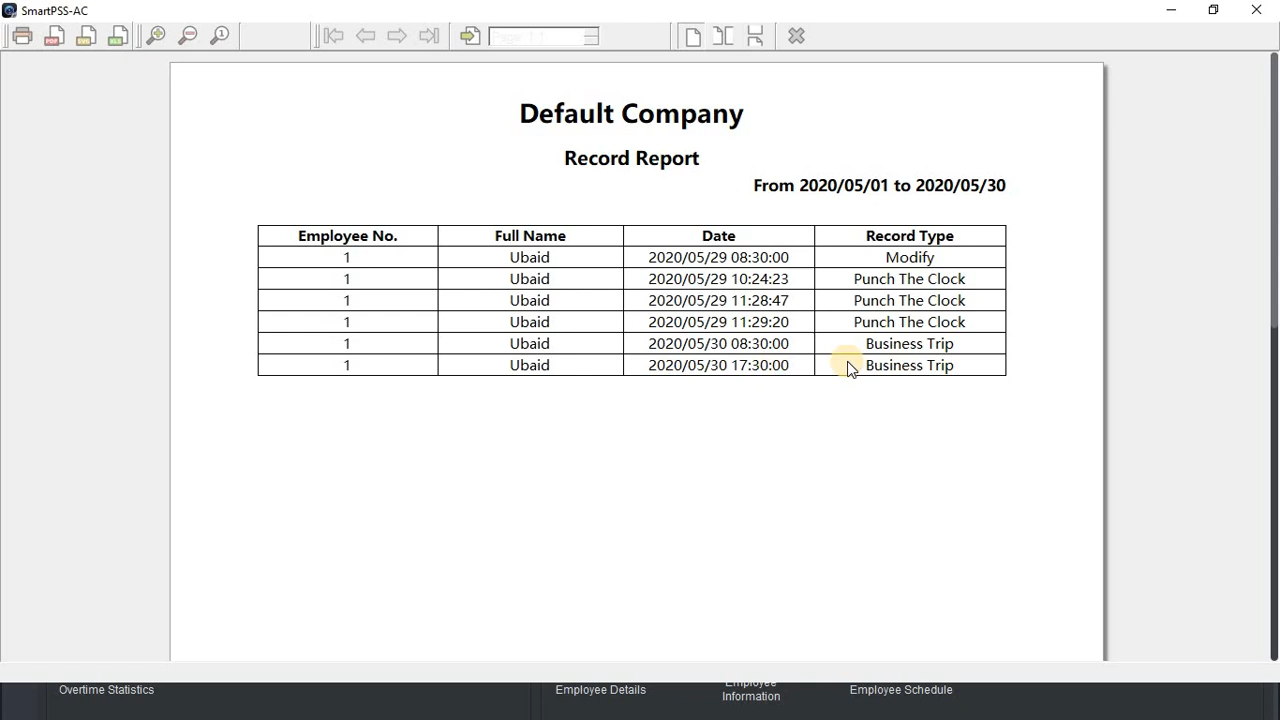 SmartPSS-AC
Default Company
Record Report
From 2020/05/01 to 2020/05/30
Employee No. Full Name Date Record Type
1 Ubaid 2020/05/29 08:30:00 Modify
1 Ubaid 2020/05/29 10:24:23 Punch The Clock
1 Ubaid 2020/05/29 11:28:47 Punch The Clock
1 Ubaid 2020/05/29 11:29:20 Punch The Clock
1 Ubaid 2020/05/30 08:30:00 Business Trip
1 Ubaid 2020/05/30 17:30:00 Business Trip
Overtime Statistics Employee Details Employee Information Employee Schedule